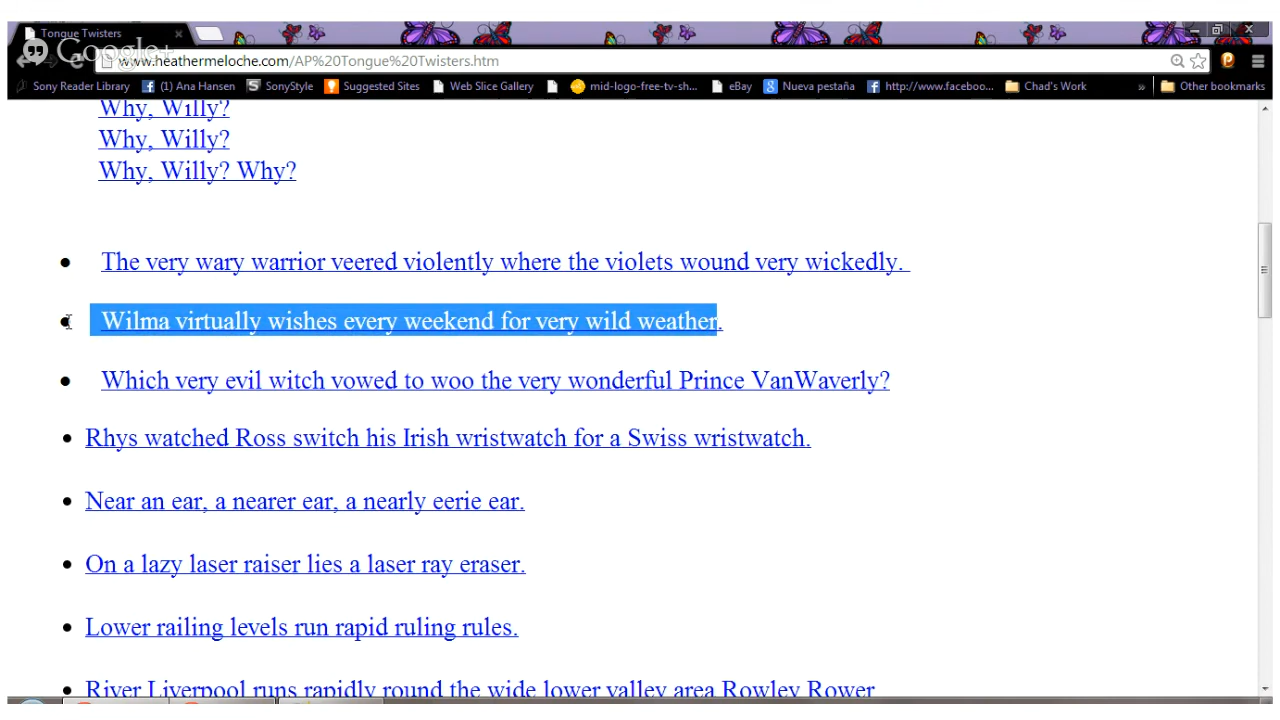 Tongue Twisters
Google+
www.heathermeloche.com/AP%20Tongue%20Twisters.htm
Sony Reader Library (1) Ana Hansen SonyStyle Suggested Sites Web Slice Gallery mid-logo-free-tv-sh... eBay Nueva pestaña http://www.faceboo... Chad's Work » Other bookmarks
Why, Willy?
Why, Willy?
Why, Willy? Why?
The very wary warrior veered violently where the violets wound very wickedly.
Wilma virtually wishes every weekend for very wild weather.
Which very evil witch vowed to woo the very wonderful Prince VanWaverly?
Rhys watched Ross switch his Irish wristwatch for a Swiss wristwatch.
Near an ear, a nearer ear, a nearly eerie ear.
On a lazy laser raiser lies a laser ray eraser.
Lower railing levels run rapid ruling rules.
River Liverpool runs rapidly round the wide lower valley area Rowley Rower